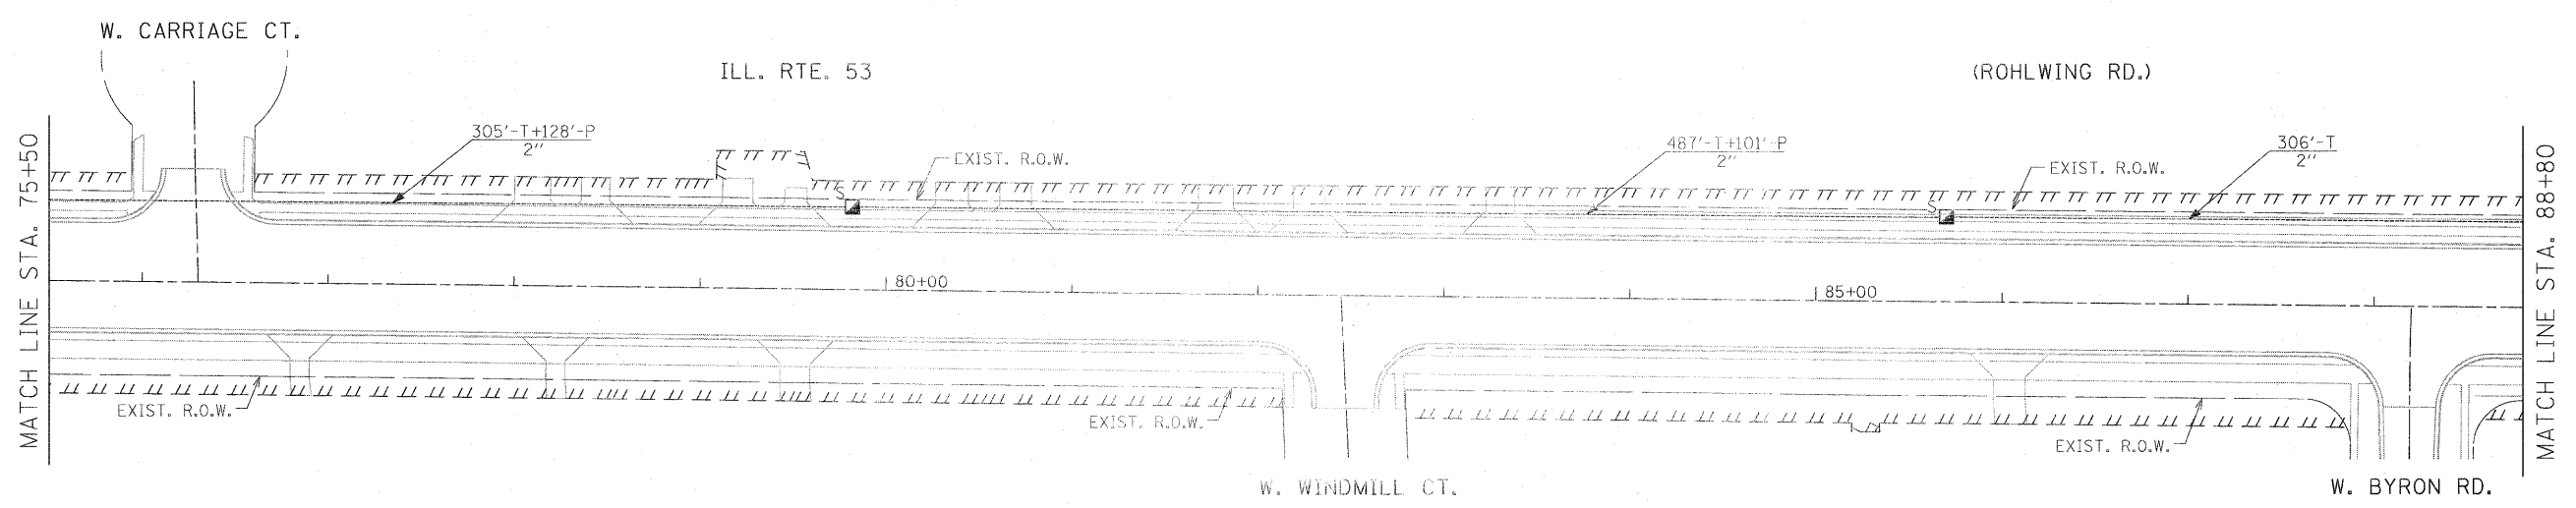 W. CARRIAGE CT.
ILL. RTE. 53
(ROHLWING RD.)
MATCH LINE STA. 75+50
305'-T+128'-P
2"
EXIST. R.O.W.
S
487'-T+101'-P
2"
EXIST. R.O.W.
S
306'-T
2"
MATCH LINE STA. 88+80
80+00
85+00
EXIST. R.O.W.
EXIST. R.O.W.
EXIST. R.O.W.
W. WINDMILL CT.
W. BYRON RD.